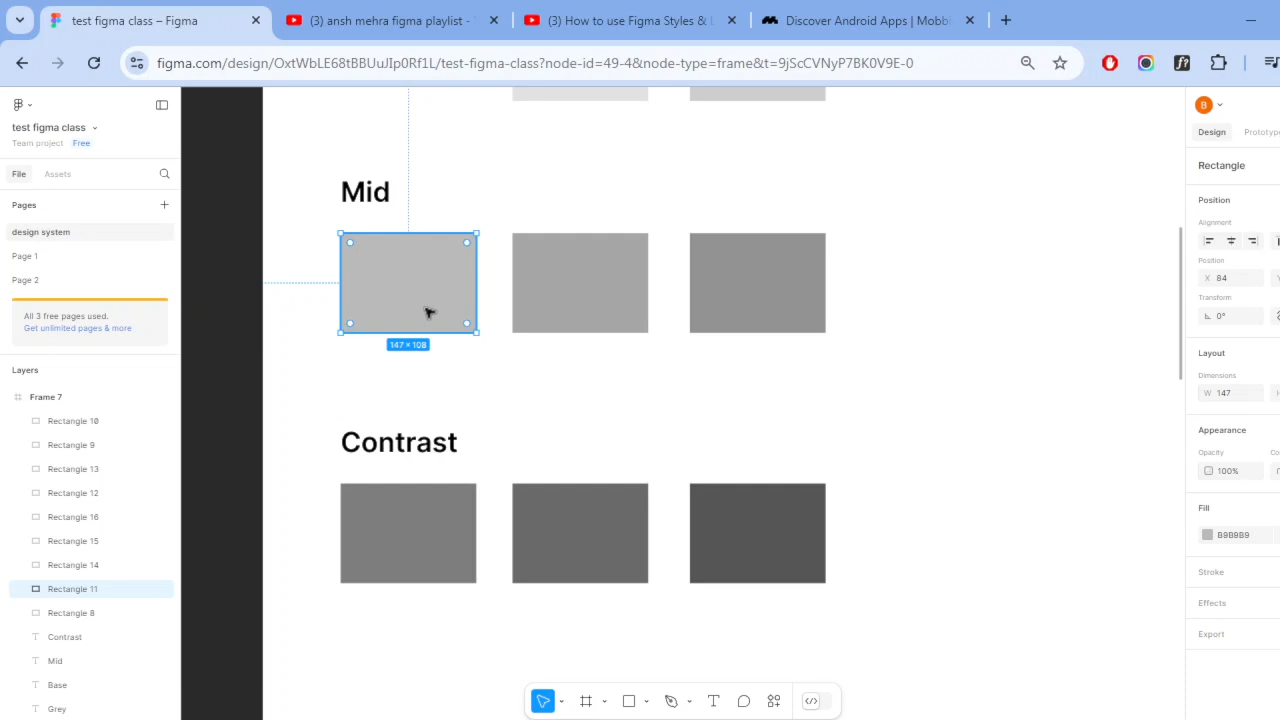 test figma class – Figma
(3) ansh mehra figma playlist -
(3) How to use Figma Styles &
Discover Android Apps | Mobbi
figma.com/design/OxtWbLE68tBBUuJIp0Rf1L/test-figma-class?node-id=49-4&node-type=frame&t=9jScCVNyP7BK0V9E-0
test figma class
Team project Free
File Assets
Pages
design system
Page 1
Page 2
All 3 free pages used.
Get unlimited pages & more
Layers
Frame 7
Rectangle 10
Rectangle 9
Rectangle 13
Rectangle 12
Rectangle 16
Rectangle 15
Rectangle 14
Rectangle 11
Rectangle 8
Contrast
Mid
Base
Grey
Mid
147 × 108
Contrast
B
Design Prototype
Rectangle
Position
Alignment
Position
X 84
Transform
0°
Layout
Dimensions
W 147
Appearance
Opacity
100%
Fill
B9B9B9
Stroke
Effects
Export